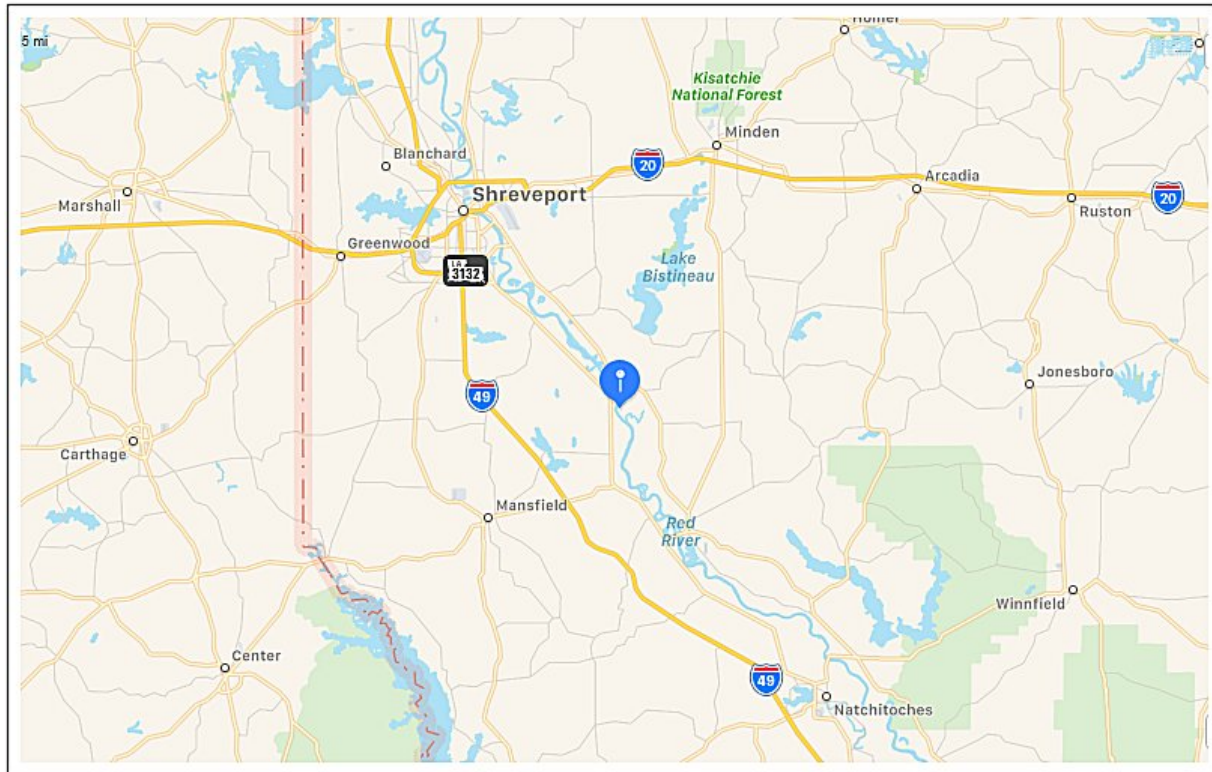 Homer
5 mi
Kisatchie
National Forest
Minden
Blanchard
20
Arcadia
Marshall
Shreveport
20
Ruston
Greenwood
LA
3132
Lake
Bistineau
Jonesboro
49
Carthage
Mansfield
Red
River
Winnfield
Center
49
Natchitoches